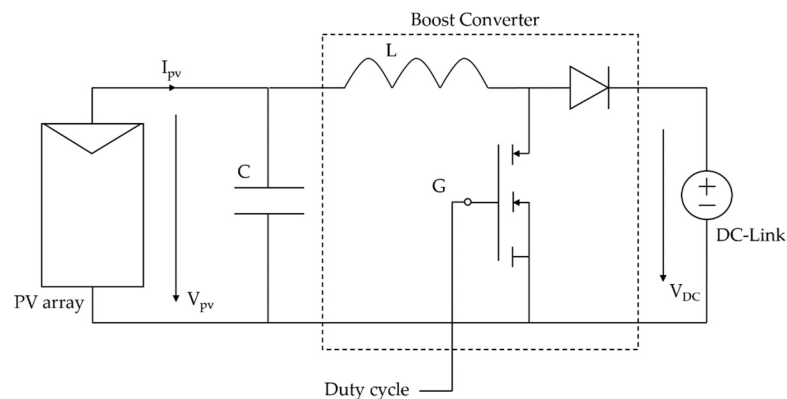 Boost Converter
L
I_pv
C
G
PV array
V_pv
V_DC
DC-Link
Duty cycle